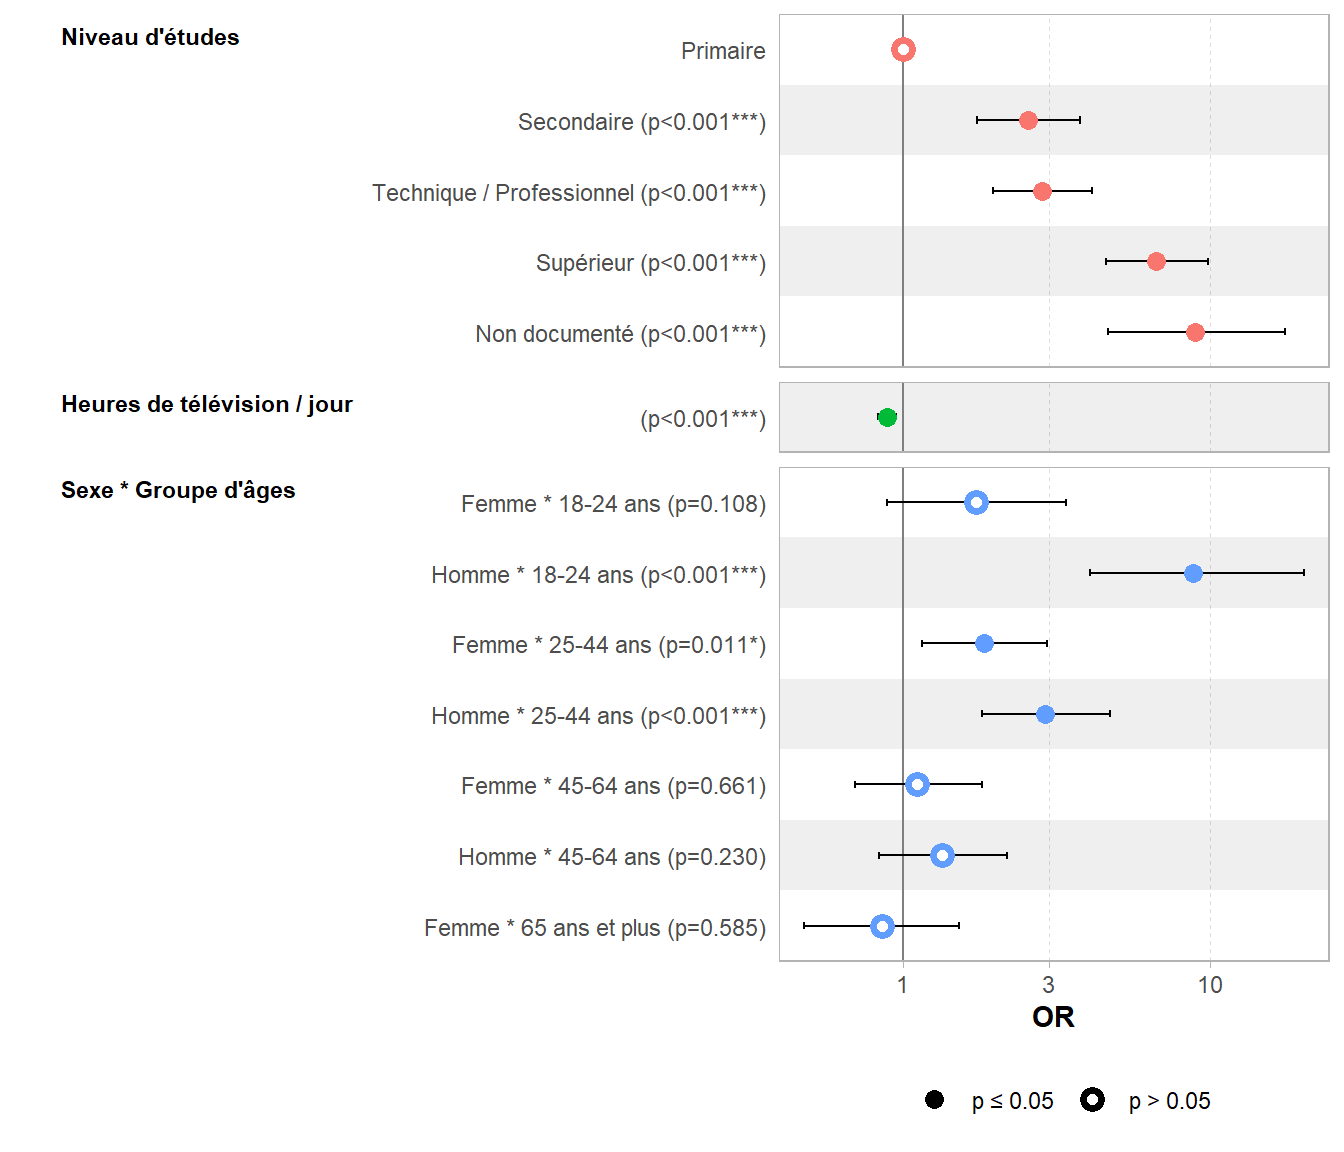 Niveau d'études
Primaire
Secondaire (p<0.001***)
Technique / Professionnel (p<0.001***)
Supérieur (p<0.001***)
Non documenté (p<0.001***)
Heures de télévision / jour
(p<0.001***)
Sexe * Groupe d'âges
Femme * 18-24 ans (p=0.108)
Homme * 18-24 ans (p<0.001***)
Femme * 25-44 ans (p=0.011*)
Homme * 25-44 ans (p<0.001***)
Femme * 45-64 ans (p=0.661)
Homme * 45-64 ans (p=0.230)
Femme * 65 ans et plus (p=0.585)
1 3 10
OR
p ≤ 0.05 p > 0.05